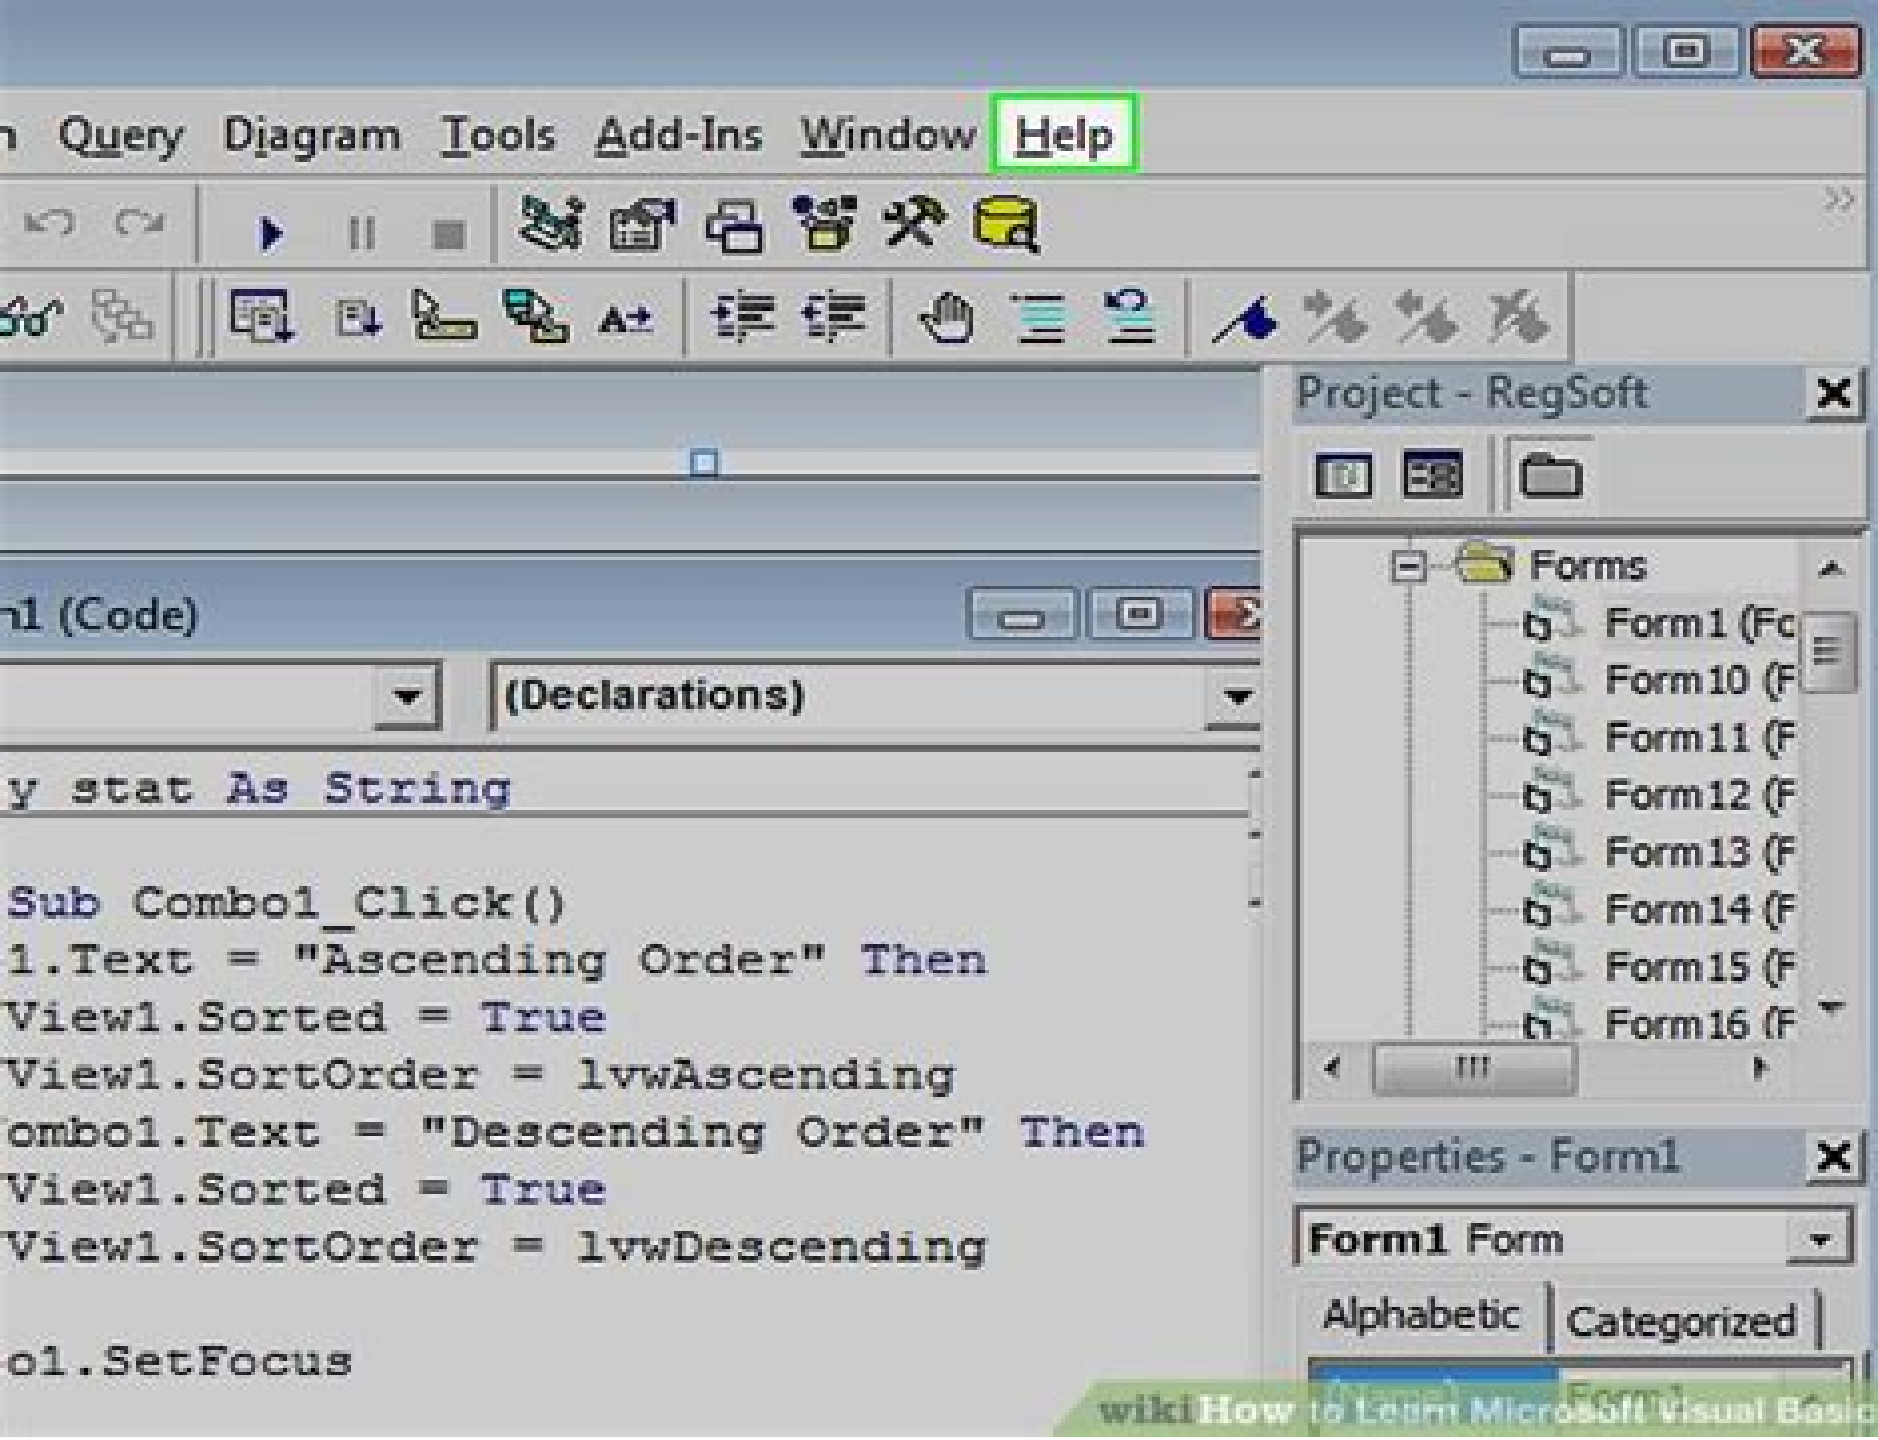 n Query Diagram Tools Add-Ins Window Help
Project - RegSoft
Forms
Form1 (Fo
Form10 (F
Form11 (F
Form12 (F
Form13 (F
Form14 (F
Form15 (F
Form16 (F
m1 (Code)
(Declarations)
y stat As String
Sub Combo1_Click()
1.Text = "Ascending Order" Then
View1.Sorted = True
View1.SortOrder = lvwAscending
ombo1.Text = "Descending Order" Then
View1.Sorted = True
View1.SortOrder = lvwDescending
o1.SetFocus
Properties - Form1
Form1 Form
Alphabetic Categorized
(Name) Form1
wikiHow to Learn Microsoft Visual Basic